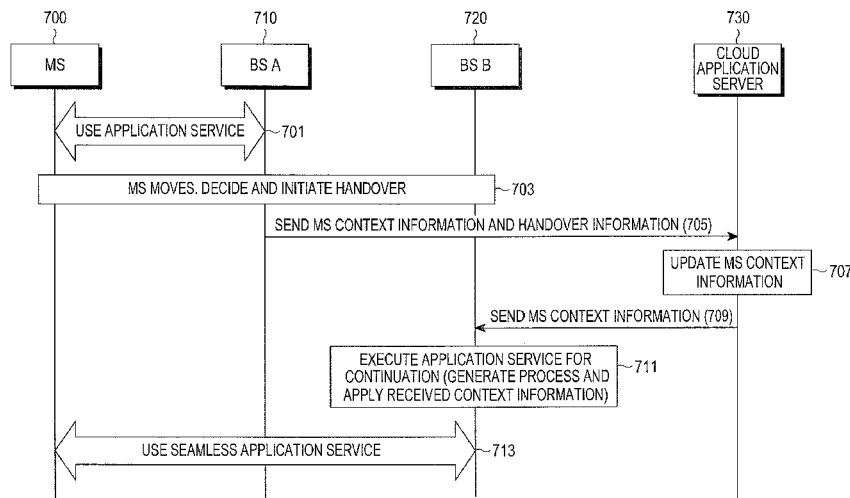 700
710
720
730
MS
BS A
BS B
CLOUD
APPLICATION
SERVER
USE APPLICATION SERVICE
701
MS MOVES, DECIDE AND INITIATE HANDOVER
703
SEND MS CONTEXT INFORMATION AND HANDOVER INFORMATION (705)
UPDATE MS CONTEXT
INFORMATION
707
SEND MS CONTEXT INFORMATION (709)
EXECUTE APPLICATION SERVICE FOR
CONTINUATION (GENERATE PROCESS AND
APPLY RECEIVED CONTEXT INFORMATION)
711
USE SEAMLESS APPLICATION SERVICE
713